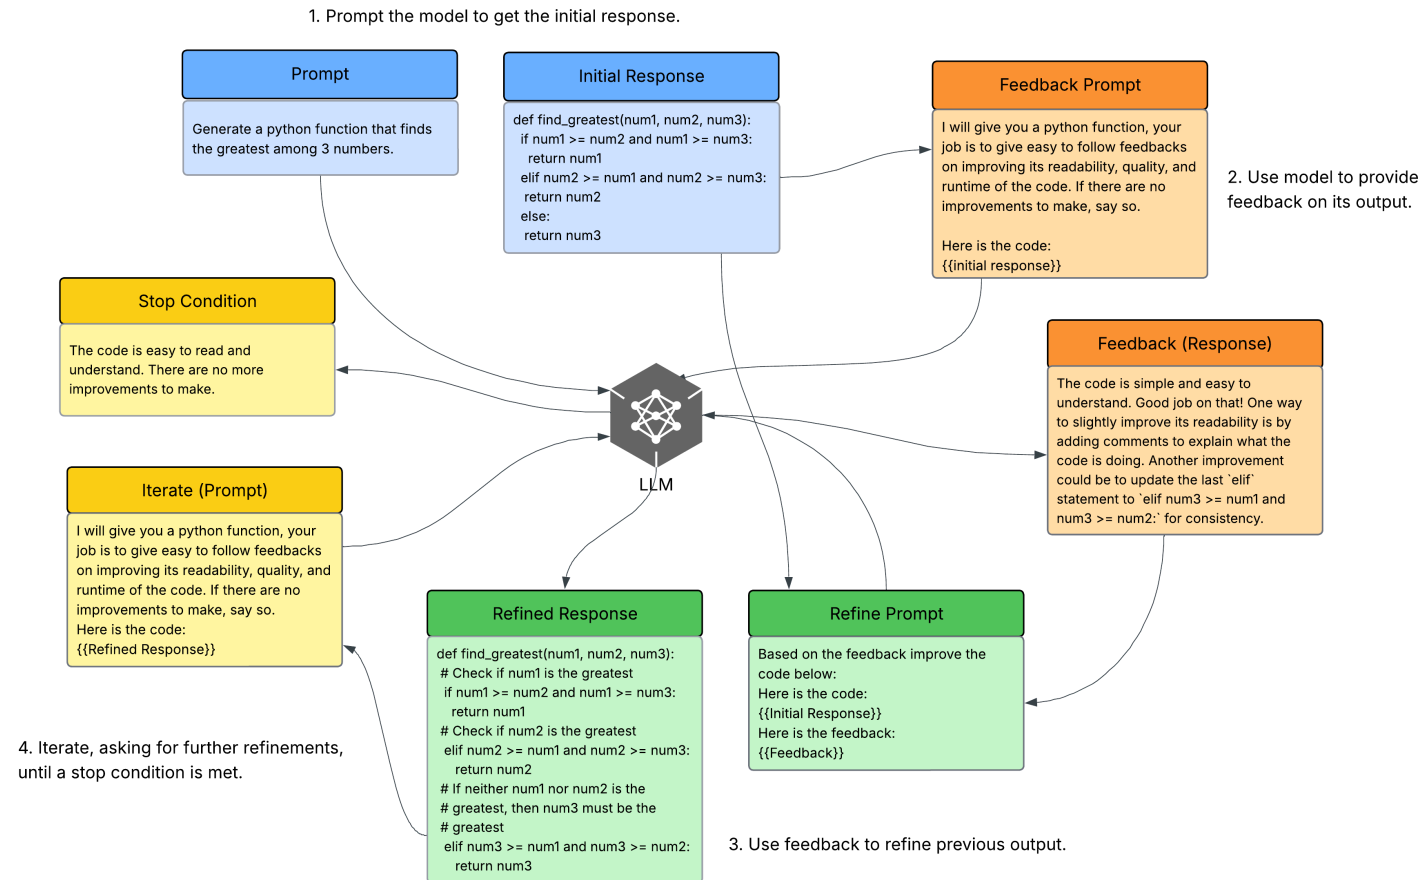 1. Prompt the model to get the initial response.
Prompt
Generate a python function that finds
the greatest among 3 numbers.
Initial Response
def find_greatest(num1, num2, num3):
if num1 >= num2 and num1 >= num3:
return num1
elif num2 >= num1 and num2 >= num3:
return num2
else:
return num3
Feedback Prompt
I will give you a python function, your
job is to give easy to follow feedbacks
on improving its readability, quality, and
runtime of the code. If there are no
improvements to make, say so.
Here is the code:
{{initial response}}
2. Use model to provide
feedback on its output.
Stop Condition
The code is easy to read and
understand. There are no more
improvements to make.
LLM
Feedback (Response)
The code is simple and easy to
understand. Good job on that! One way
to slightly improve its readability is by
adding comments to explain what the
code is doing. Another improvement
could be to update the last `elif`
statement to `elif num3 >= num1 and
num3 >= num2:` for consistency.
Iterate (Prompt)
I will give you a python function, your
job is to give easy to follow feedbacks
on improving its readability, quality, and
runtime of the code. If there are no
improvements to make, say so.
Here is the code:
{{Refined Response}}
Refined Response
def find_greatest(num1, num2, num3):
# Check if num1 is the greatest
if num1 >= num2 and num1 >= num3:
return num1
# Check if num2 is the greatest
elif num2 >= num1 and num2 >= num3:
return num2
# If neither num1 nor num2 is the
# greatest, then num3 must be the
# greatest
elif num3 >= num1 and num3 >= num2:
return num3
Refine Prompt
Based on the feedback improve the
code below:
Here is the code:
{{Initial Response}}
Here is the feedback:
{{Feedback}}
4. Iterate, asking for further refinements,
until a stop condition is met.
3. Use feedback to refine previous output.